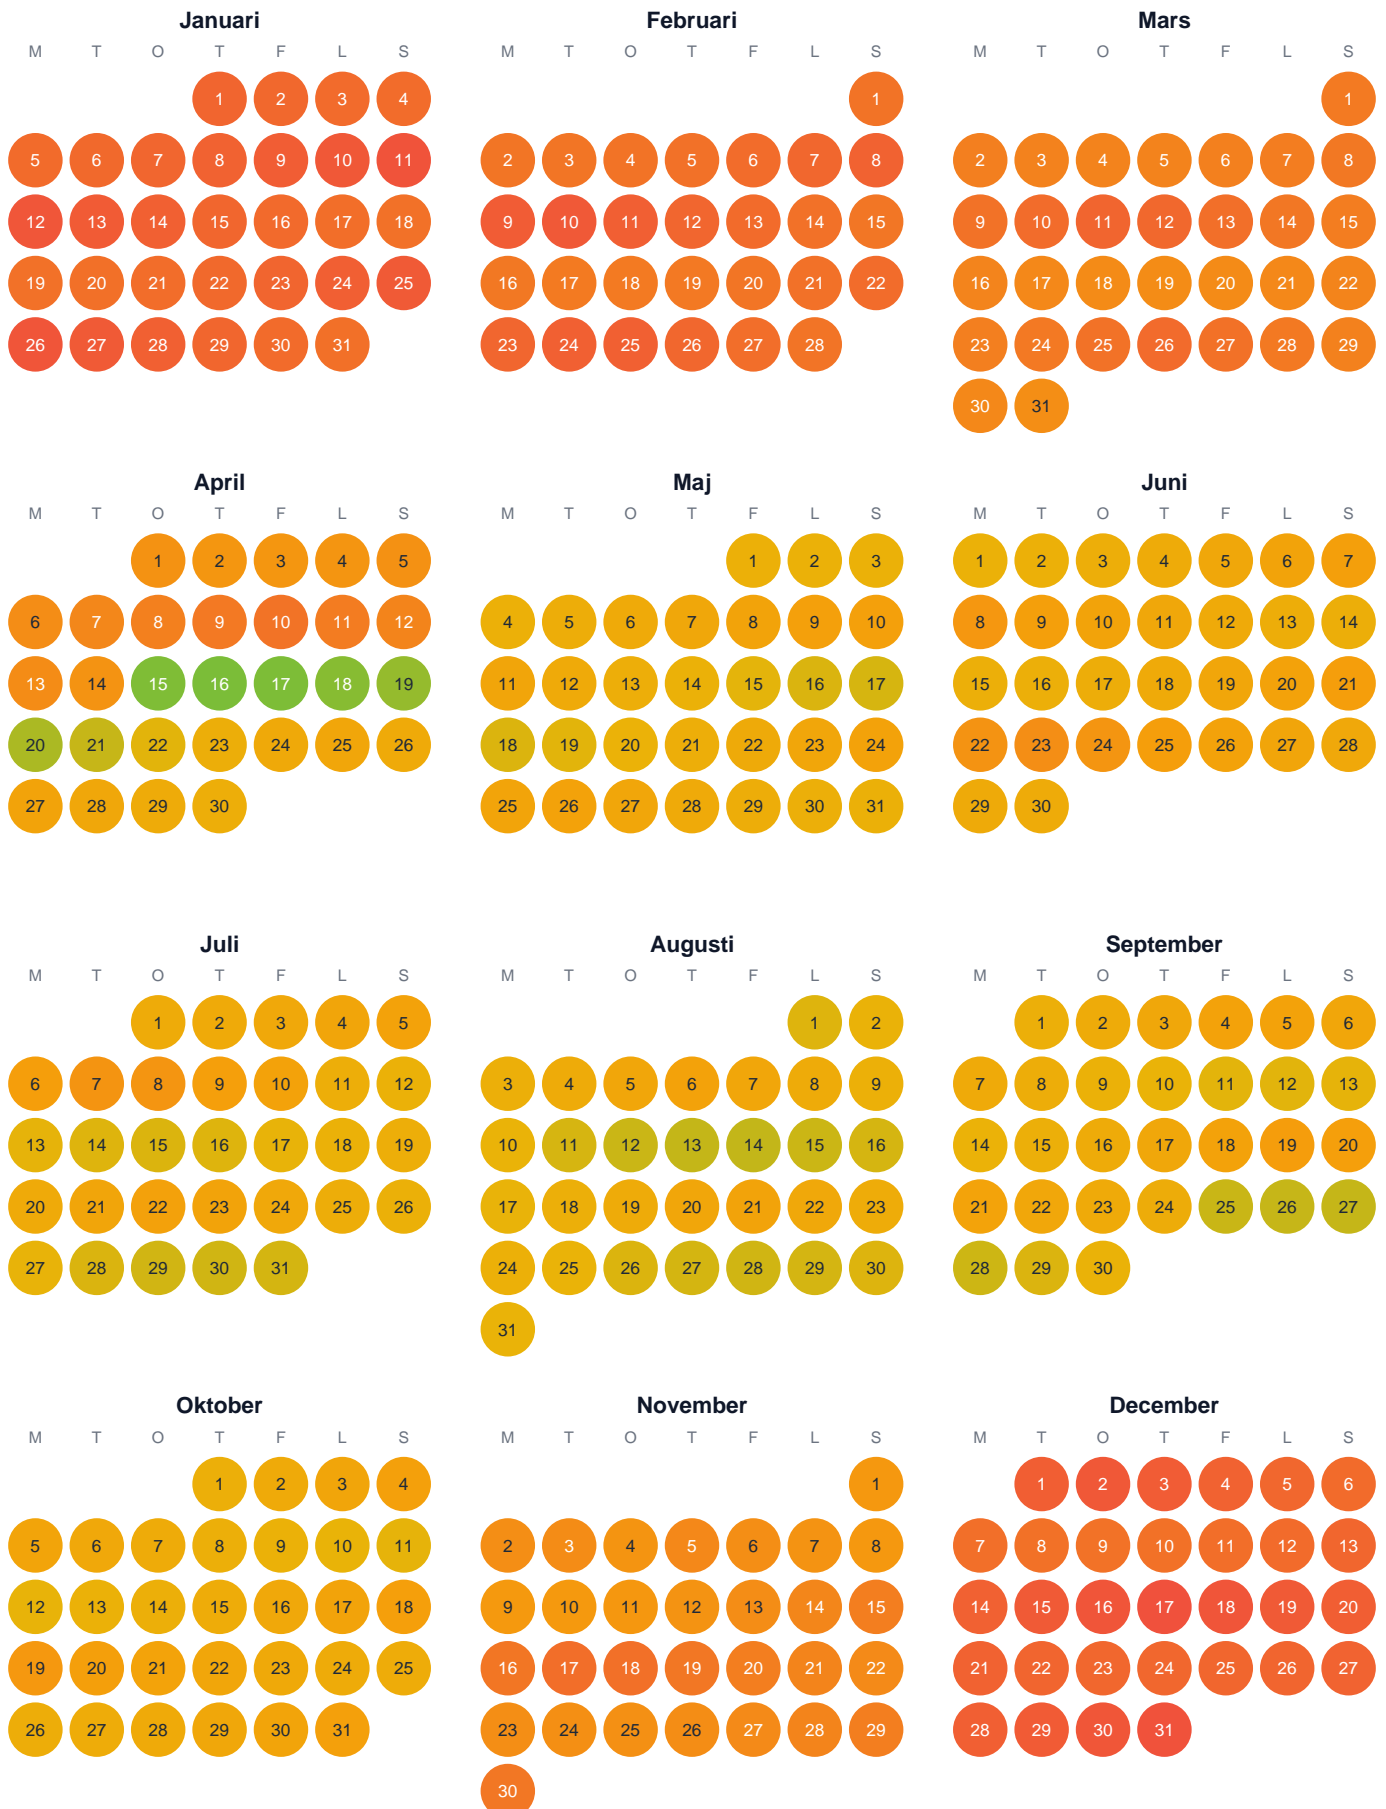 Januari Februari Mars
M T O T F L S M T O T F L S M T O T F L S
1 2 3 4 1 1
5 6 7 8 9 10 11 2 3 4 5 6 7 8 2 3 4 5 6 7 8
12 13 14 15 16 17 18 9 10 11 12 13 14 15 9 10 11 12 13 14 15
19 20 21 22 23 24 25 16 17 18 19 20 21 22 16 17 18 19 20 21 22
26 27 28 29 30 31 23 24 25 26 27 28 23 24 25 26 27 28 29
30 31
April Maj Juni
M T O T F L S M T O T F L S M T O T F L S
1 2 3 4 5 1 2 3 1 2 3 4 5 6 7
6 7 8 9 10 11 12 4 5 6 7 8 9 10 8 9 10 11 12 13 14
13 14 15 16 17 18 19 11 12 13 14 15 16 17 15 16 17 18 19 20 21
20 21 22 23 24 25 26 18 19 20 21 22 23 24 22 23 24 25 26 27 28
27 28 29 30 25 26 27 28 29 30 31 29 30
Juli Augusti September
M T O T F L S M T O T F L S M T O T F L S
1 2 3 4 5 1 2 1 2 3 4 5 6
6 7 8 9 10 11 12 3 4 5 6 7 8 9 7 8 9 10 11 12 13
13 14 15 16 17 18 19 10 11 12 13 14 15 16 14 15 16 17 18 19 20
20 21 22 23 24 25 26 17 18 19 20 21 22 23 21 22 23 24 25 26 27
27 28 29 30 31 24 25 26 27 28 29 30 28 29 30
31
Oktober November December
M T O T F L S M T O T F L S M T O T F L S
1 2 3 4 1 1 2 3 4 5 6
5 6 7 8 9 10 11 2 3 4 5 6 7 8 7 8 9 10 11 12 13
12 13 14 15 16 17 18 9 10 11 12 13 14 15 14 15 16 17 18 19 20
19 20 21 22 23 24 25 16 17 18 19 20 21 22 21 22 23 24 25 26 27
26 27 28 29 30 31 23 24 25 26 27 28 29 28 29 30 31
30